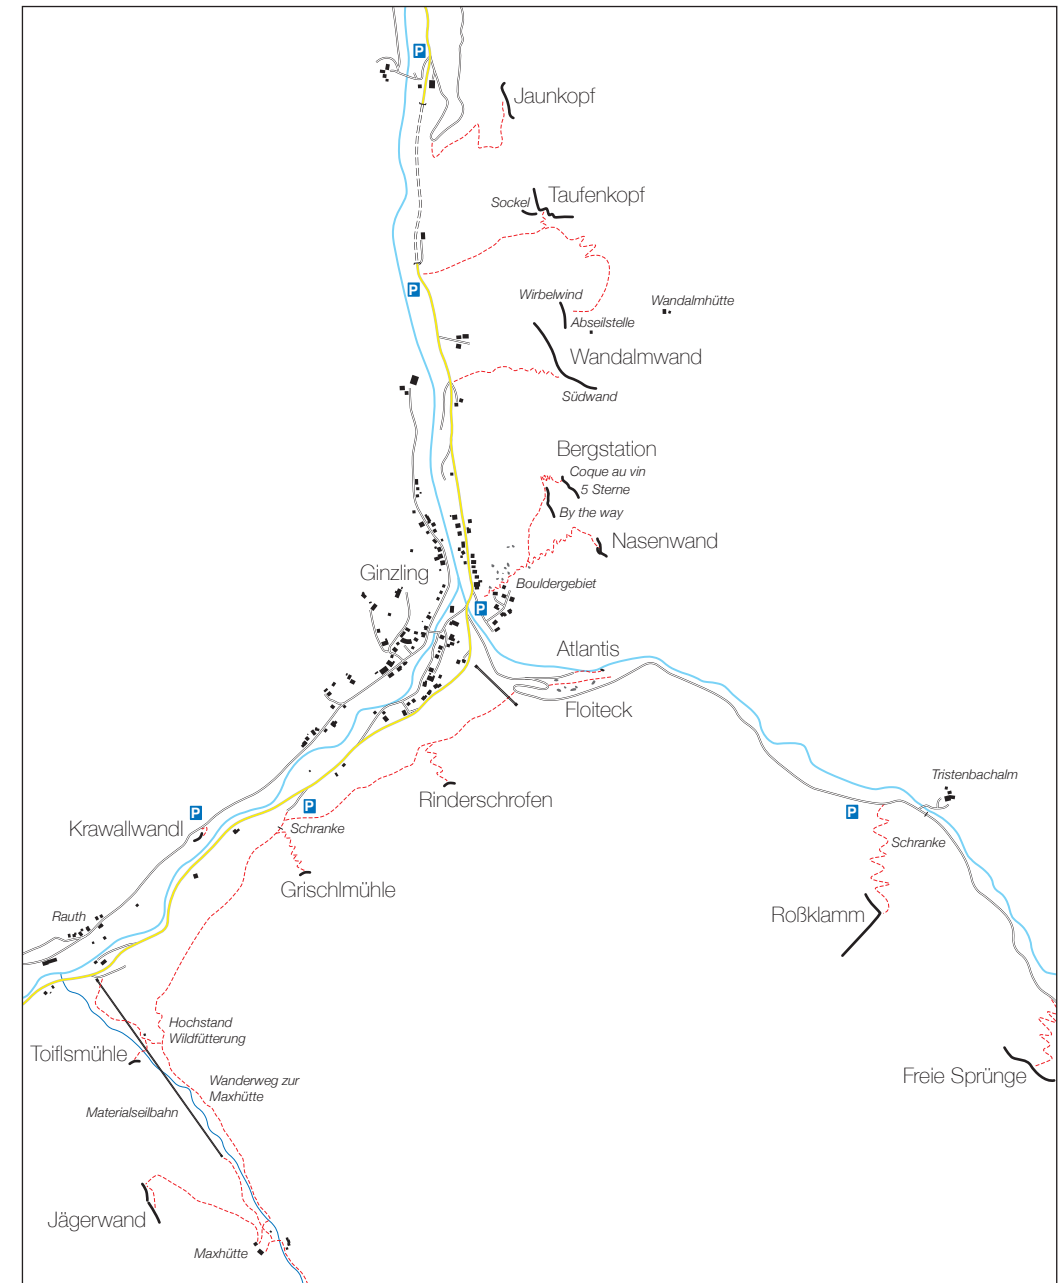 P
Jaunkopf
Taufenkopf
Sockel
P
Wirbelwind
Wandalmhütte
Abseilstelle
Wandalmwand
Südwand
Bergstation
Coque au vin
5 Sterne
By the way
Nasenwand
Ginzling
Bouldergebiet
P
Atlantis
Floiteck
Tristenbachalm
Rinderschrofen
P
P
P
Krawallwandl
Schranke
Schranke
Grischlmühle
Roßklamm
Rauth
Hochstand
Wildfütterung
Toiflsmühle
Freie Sprünge
Wanderweg zur
Maxhütte
Materialseilbahn
Jägerwand
Maxhütte